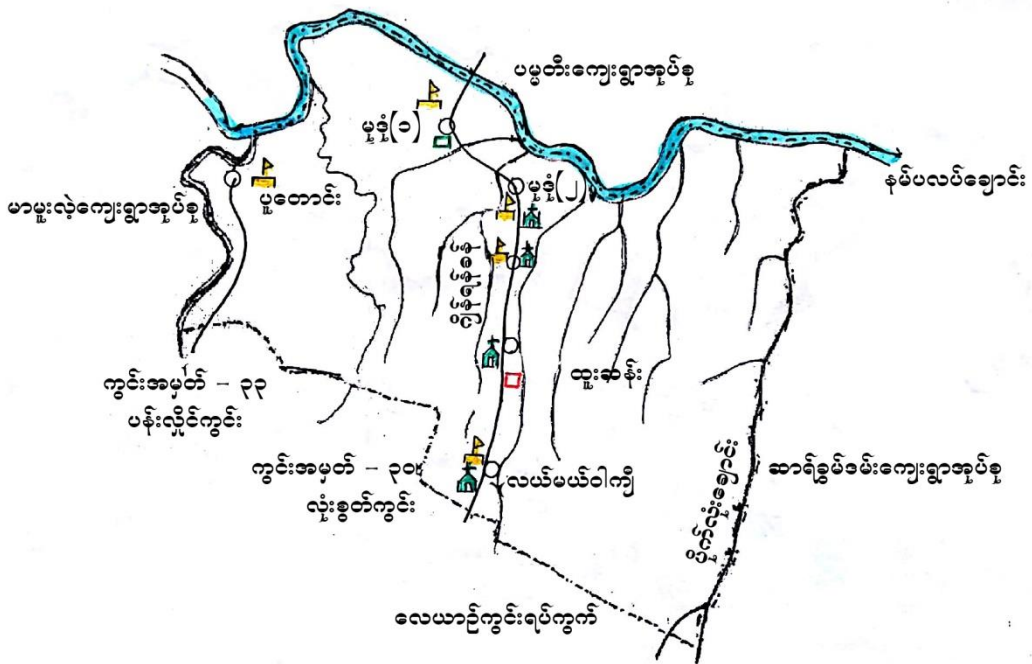 ပမ္မတီးကျေးရွာအုပ်စု
မုဒုံ(၁)
နမ်ပလပ်ချောင်း
မာမူးလဲ့ကျေးရွာအုပ်စု
ပူတောင်း
မုဒုံ(၂)
ထူးဆန်း
ကွင်းအမှတ် - ၃၃
ပန်းလှိုင်ကွင်း
ကွင်းအမှတ် - ၃၀၊
လုံးစွတ်ကွင်း
လယ်မယ်ဝါကျီ
ဆာရ်ခွမ်ဒမ်းကျေးရွာအုပ်စု
လေယာဉ်ကွင်းရပ်ကွက်